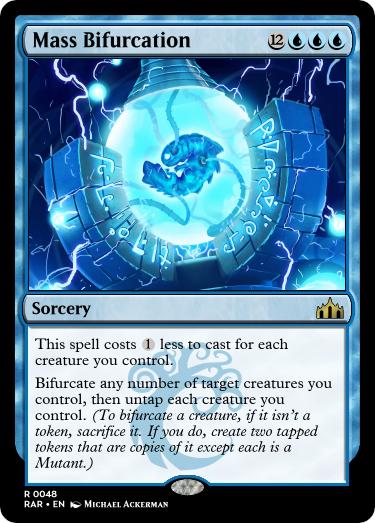 Mass Bifurcation 12
Sorcery
This spell costs 1 less to cast for each
creature you control.
Bifurcate any number of target creatures you
control, then untap each creature you
control. (To bifurcate a creature, if it isn't a
token, sacrifice it. If you do, create two tapped
tokens that are copies of it except each is a
Mutant.)
R 0048
RAR • EN Michael Ackerman